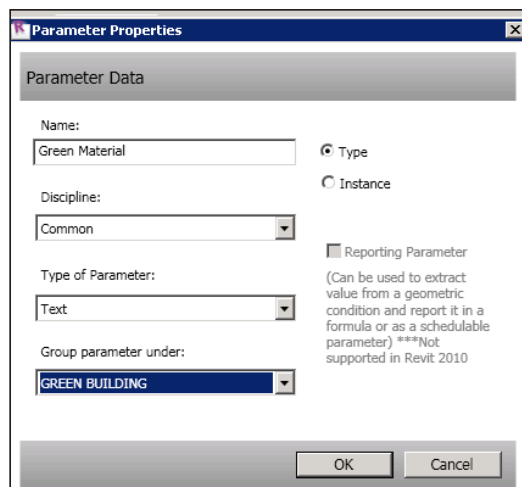 Parameter Properties
Parameter Data
Name:
Green Material
Type
Instance
Discipline:
Common
Reporting Parameter
(Can be used to extract
value from a geometric
condition and report it in a
formula or as a schedulable
parameter) ***Not
supported in Revit 2010
Type of Parameter:
Text
Group parameter under:
GREEN BUILDING
OK
Cancel